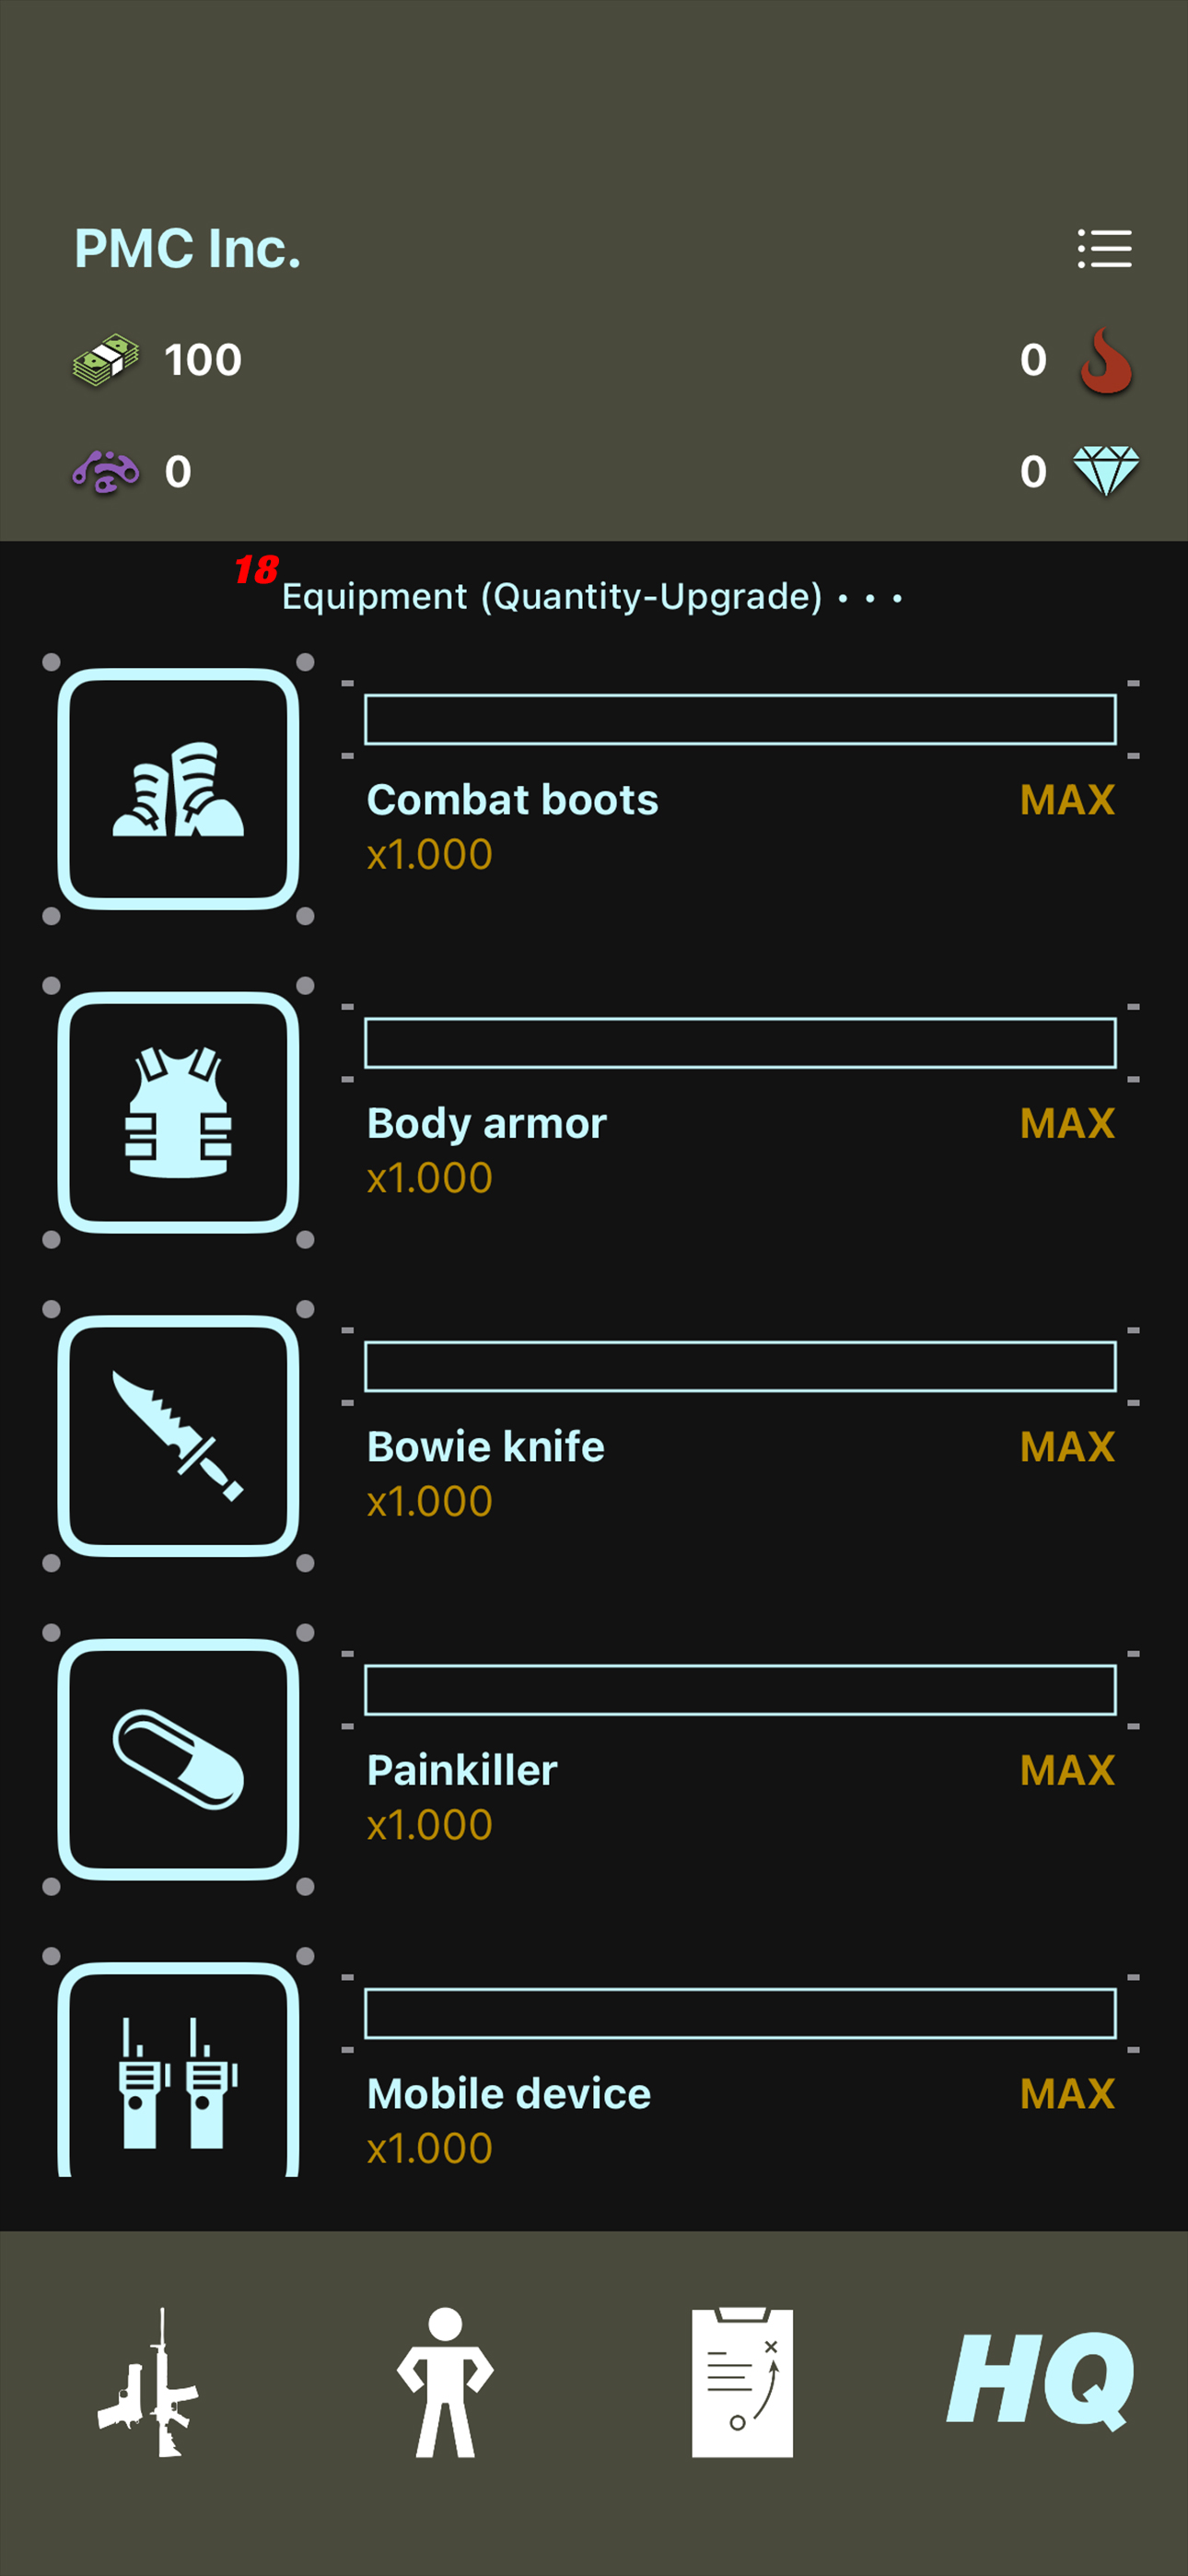 PMC Inc.
100
0
0
0
18
Equipment (Quantity-Upgrade) • • •
Combat boots MAX
x1.000
Body armor MAX
x1.000
Bowie knife MAX
x1.000
Painkiller MAX
x1.000
Mobile device MAX
x1.000
HQ